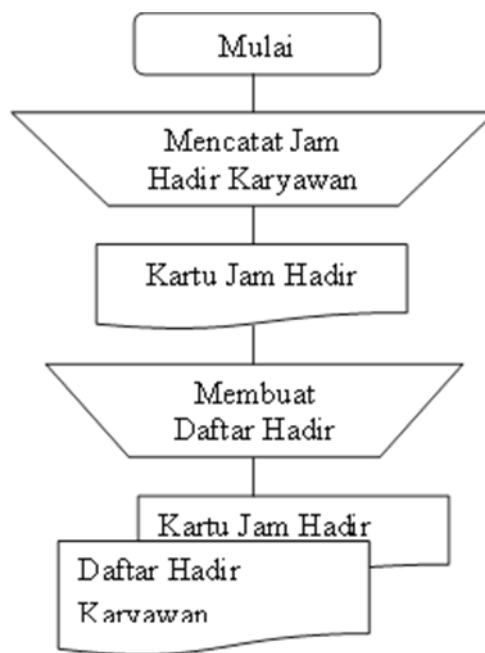 Mulai
Mencatat Jam
Hadir Karyawan
Kartu Jam Hadir
Membuat
Daftar Hadir
Kartu Jam Hadir
Daftar Hadir
Karyawan